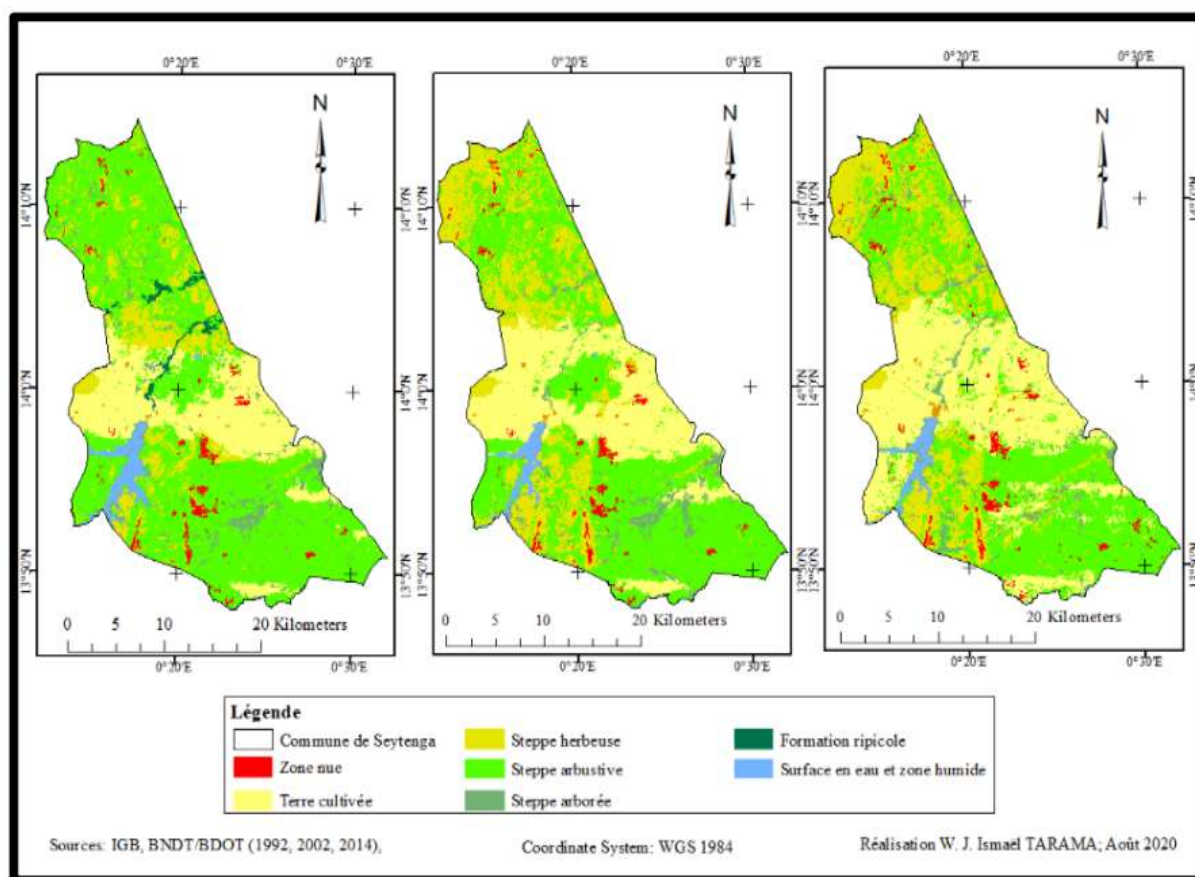 0°20'E 0°30'E 0°20'E 0°30'E 0°20'E 0°30'E
N N N
14°10'N 14°10'N 14°10'N
14°0'N 14°0'N 14°0'N
13°50'N 13°50'N
0 5 10 20 Kilometers
0 5 10 20 Kilometers
0 5 10 20 Kilometers
0°20'E 0°30'E 0°20'E 0°30'E 0°20'E 0°30'E
Légende
Commune de Seytenga
Zone nue
Terre cultivée
Steppe herbeuse
Steppe arbustive
Steppe arborée
Formation ripicole
Surface en eau et zone humide
Sources: IGB, BNDT/BDOT (1992, 2002, 2014),
Coordinate System: WGS 1984
Réalisation W. J. Ismaël TARAMA; Août 2020